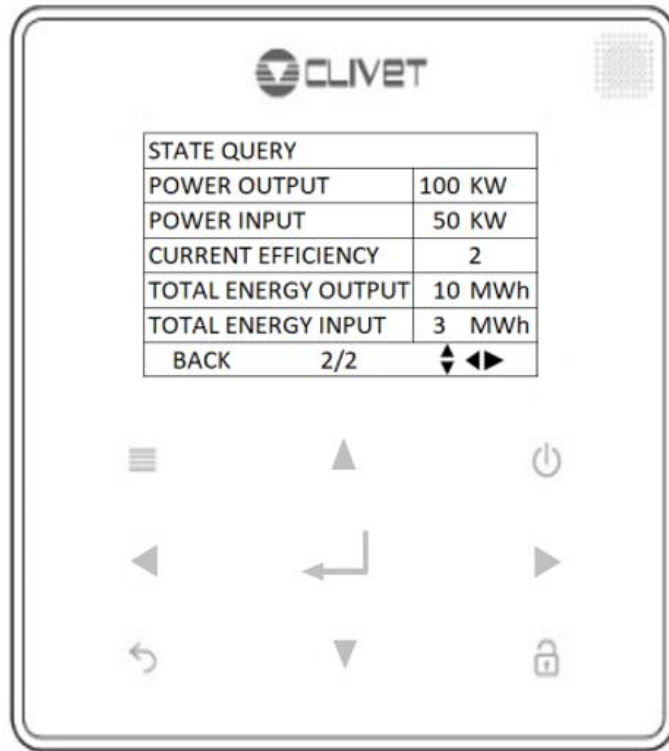 CLIVET
STATE QUERY
POWER OUTPUT 100 KW
POWER INPUT 50 KW
CURRENT EFFICIENCY 2
TOTAL ENERGY OUTPUT 10 MWh
TOTAL ENERGY INPUT 3 MWh
BACK 2/2